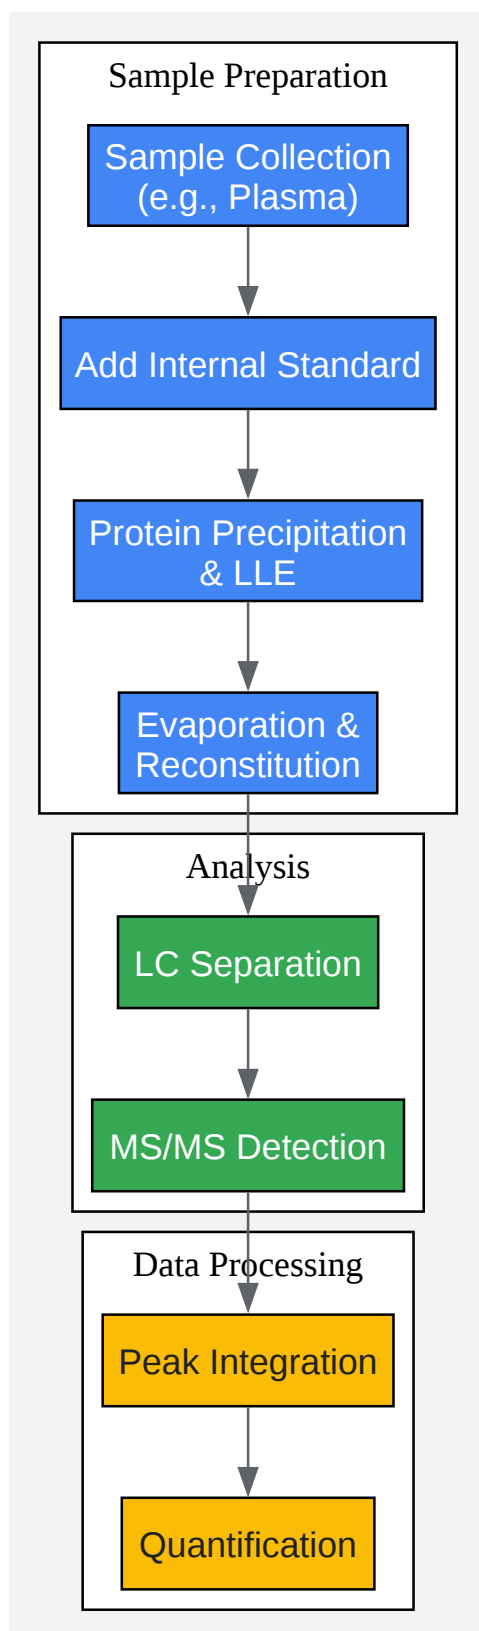 Sample Preparation
Sample Collection
(e.g., Plasma)
Add Internal Standard
Protein Precipitation
& LLE
Evaporation &
Reconstitution
Analysis
LC Separation
MS/MS Detection
Data Processing
Peak Integration
Quantification